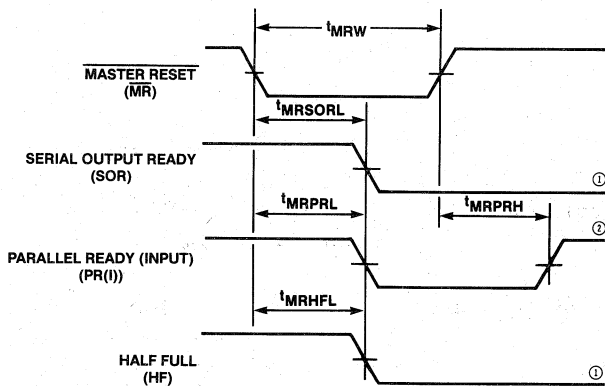 tMRW
MASTER RESET
(MR)
tMRSORL
SERIAL OUTPUT READY
(SOR)
①
tMRPRL
tMRPRH
②
PARALLEL READY (INPUT)
(PR(I))
tMRHFL
HALF FULL
(HF)
①